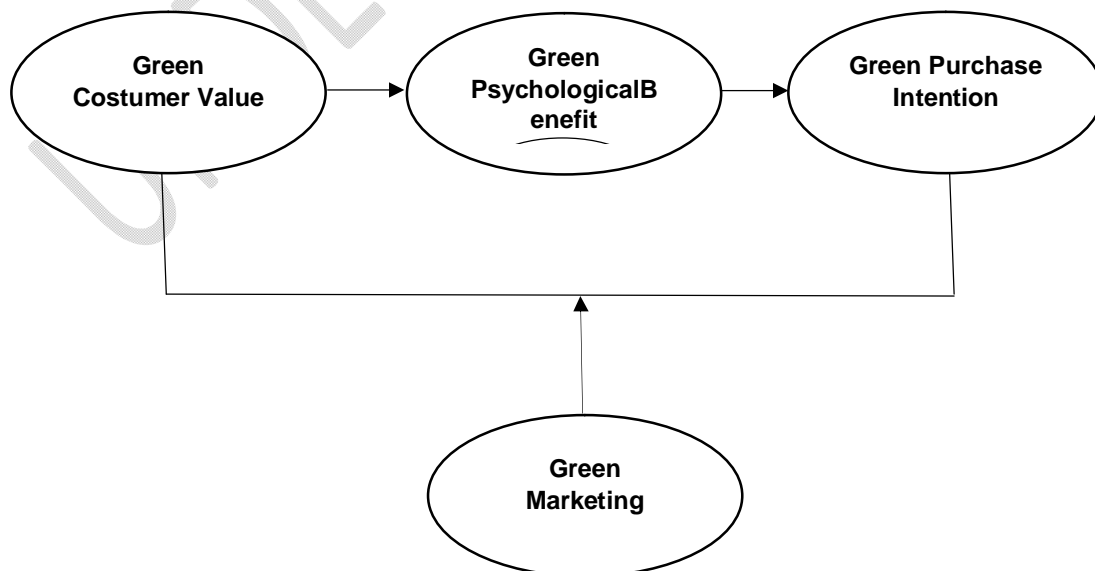 Green
Costumer Value
Green
PsychologicalB
enefit
Green Purchase
Intention
Green
Marketing